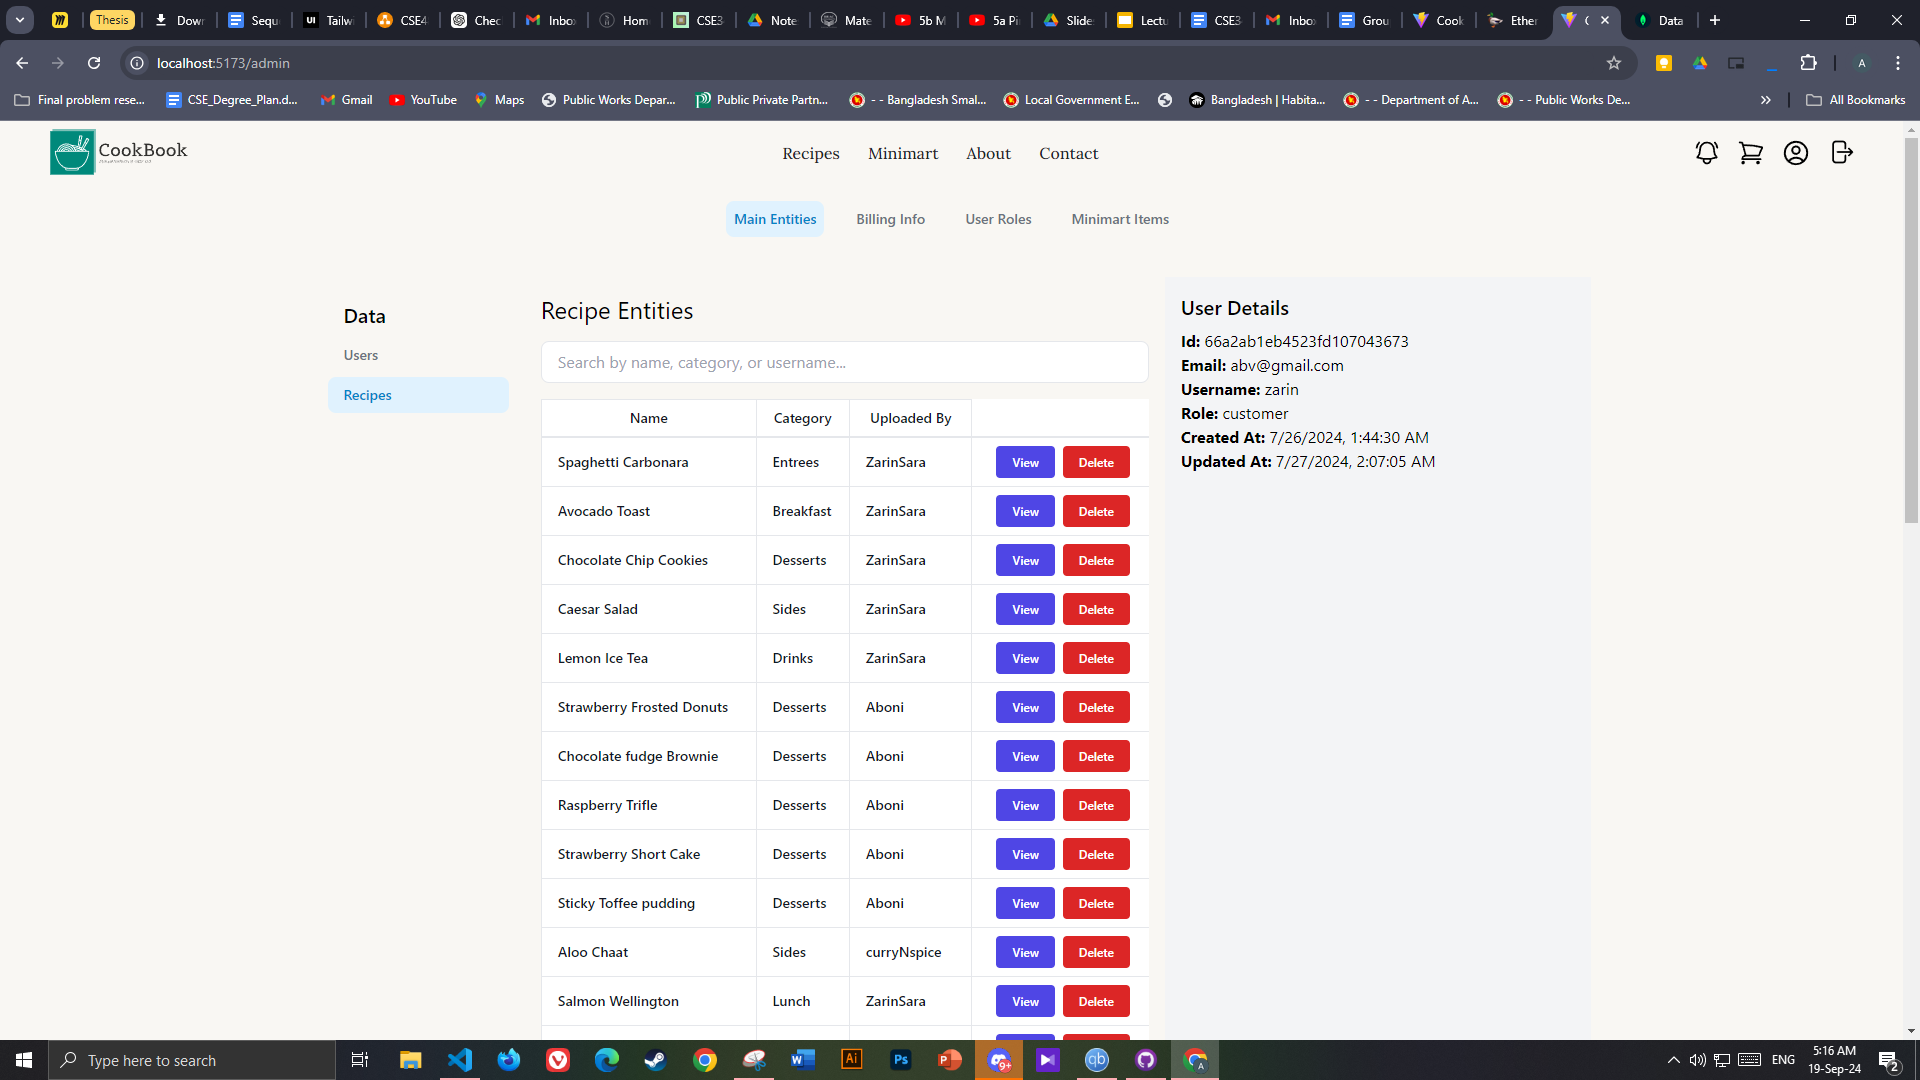 Thesis
Down
Sequ
Tailwi
CSE4
Chec
Inbo
Hom
CSE3
Note
Mate
5b M
5a Pi
Slide
Lectu
CSE3
Inbox
Grou
Cook
Ether
Data
localhost:5173/admin
A
Final problem rese...
CSE_Degree_Plan.d...
Gmail
YouTube
Maps
Public Works Depar...
Public Private Partn...
- - Bangladesh Smal...
Local Government E...
Bangladesh | Habita...
- - Department of A...
- - Public Works De...
All Bookmarks
CookBook
Recipes Minimart About Contact
Main Entities Billing Info User Roles Minimart Items
Data
Users
Recipes
Recipe Entities
Search by name, category, or username...
Name Category Uploaded By
Spaghetti Carbonara Entrees ZarinSara View Delete
Avocado Toast Breakfast ZarinSara View Delete
Chocolate Chip Cookies Desserts ZarinSara View Delete
Caesar Salad Sides ZarinSara View Delete
Lemon Ice Tea Drinks ZarinSara View Delete
Strawberry Frosted Donuts Desserts Aboni View Delete
Chocolate fudge Brownie Desserts Aboni View Delete
Raspberry Trifle Desserts Aboni View Delete
Strawberry Short Cake Desserts Aboni View Delete
Sticky Toffee pudding Desserts Aboni View Delete
Aloo Chaat Sides curryNspice View Delete
Salmon Wellington Lunch ZarinSara View Delete
User Details
Id: 66a2ab1eb4523fd107043673
Email: abv@gmail.com
Username: zarin
Role: customer
Created At: 7/26/2024, 1:44:30 AM
Updated At: 7/27/2024, 2:07:05 AM
Type here to search
W
Ai
Ps
P
9+
qb
A
ENG
5:16 AM
19-Sep-24
2